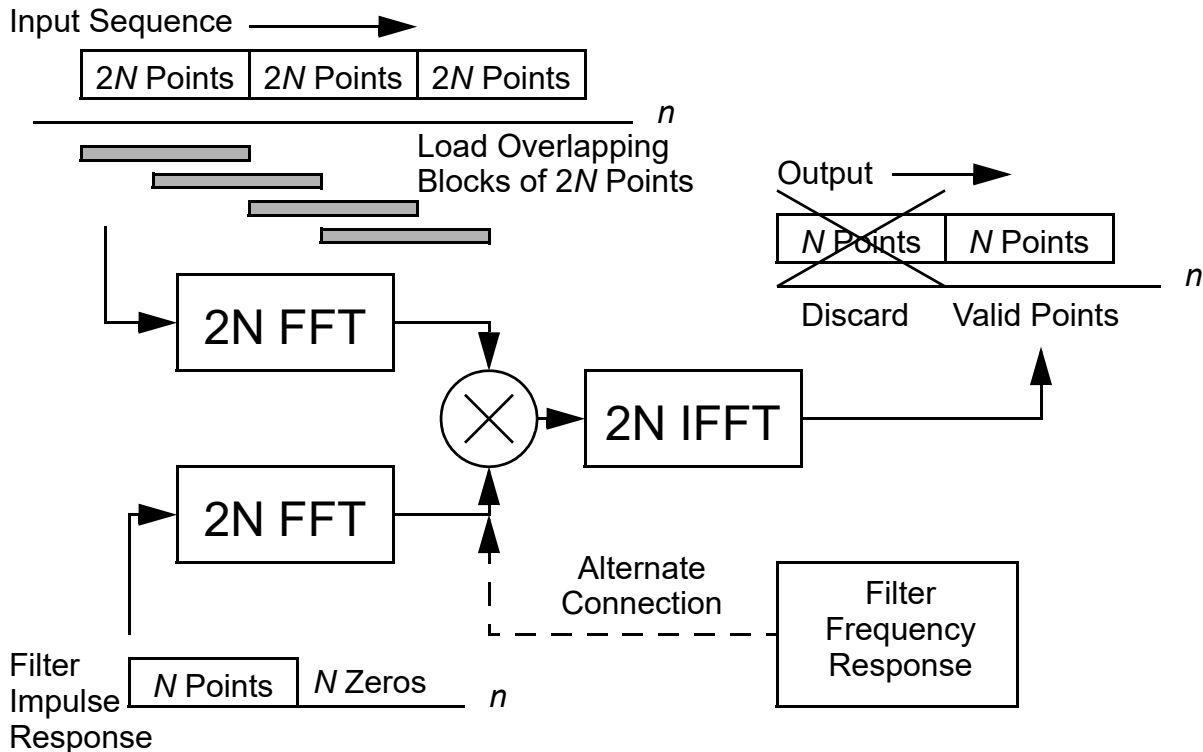 Input Sequence
2N Points 2N Points 2N Points
n
Load Overlapping
Blocks of 2N Points
Output
N Points N Points
n
Discard Valid Points
2N FFT
2N IFFT
2N FFT
Alternate
Connection
Filter
Frequency
Response
Filter
Impulse
Response
N Points N Zeros
n